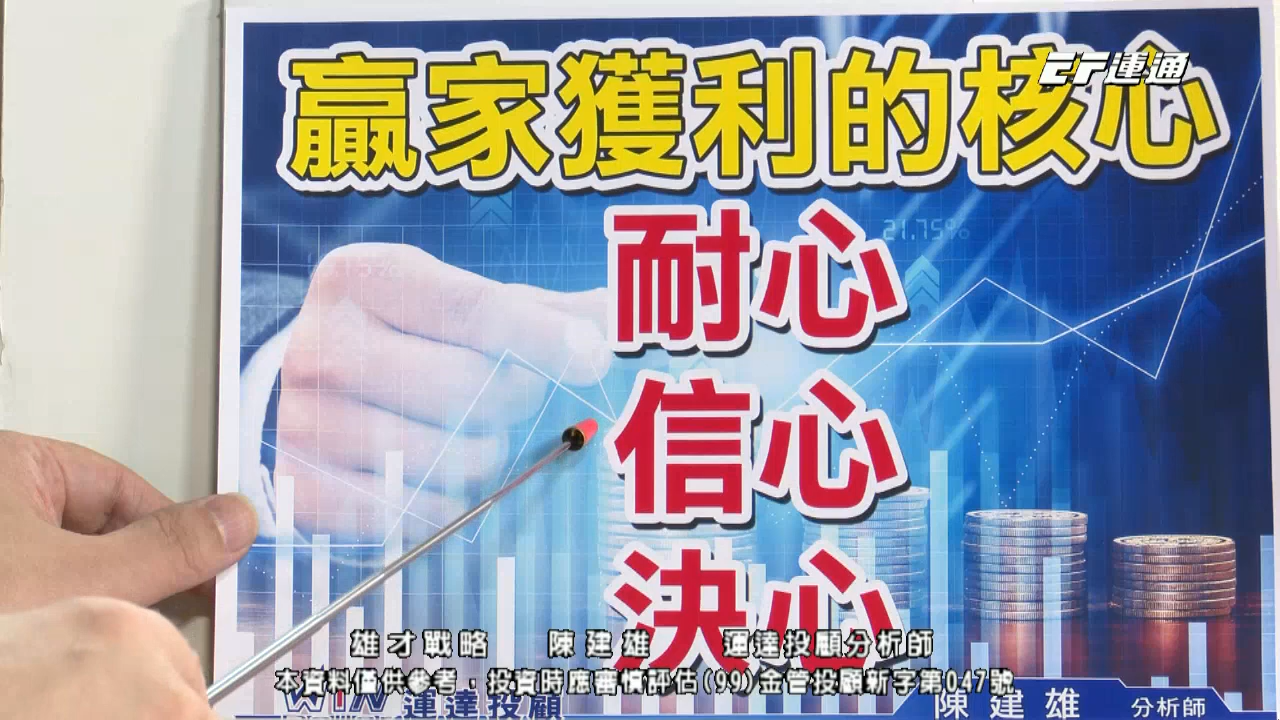 贏家獲利的核心
EF運通
21.75%
耐心
信心
決心
雄才戰略 陳建雄 運達投顧分析師
本資料僅供參考，投資時應審慎評估(99)金管投顧新字第047號
WIN 運達投顧
陳建雄 分析師